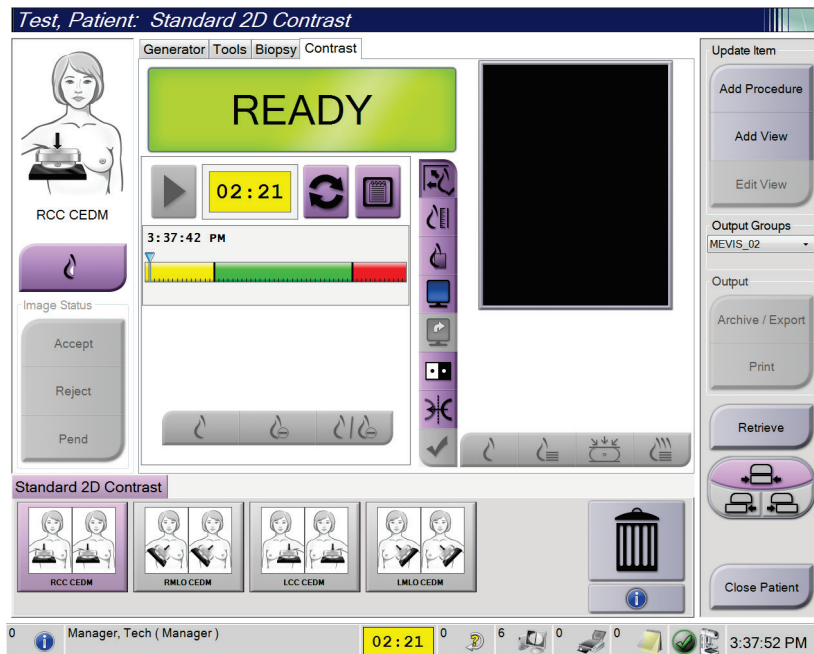 Test, Patient: Standard 2D Contrast
Generator Tools Biopsy Contrast
READY
02:21
3:37:42 PM
RCC CEDM
Image Status
Accept
Reject
Pend
Update Item
Add Procedure
Add View
Edit View
Output Groups
MEVIS_02
Output
Archive / Export
Print
Retrieve
Close Patient
Standard 2D Contrast
RCC CEDM
RMLO CEDM
LCC CEDM
LMLO CEDM
0 Manager, Tech ( Manager ) 02:21 0 6 0 0 3:37:52 PM